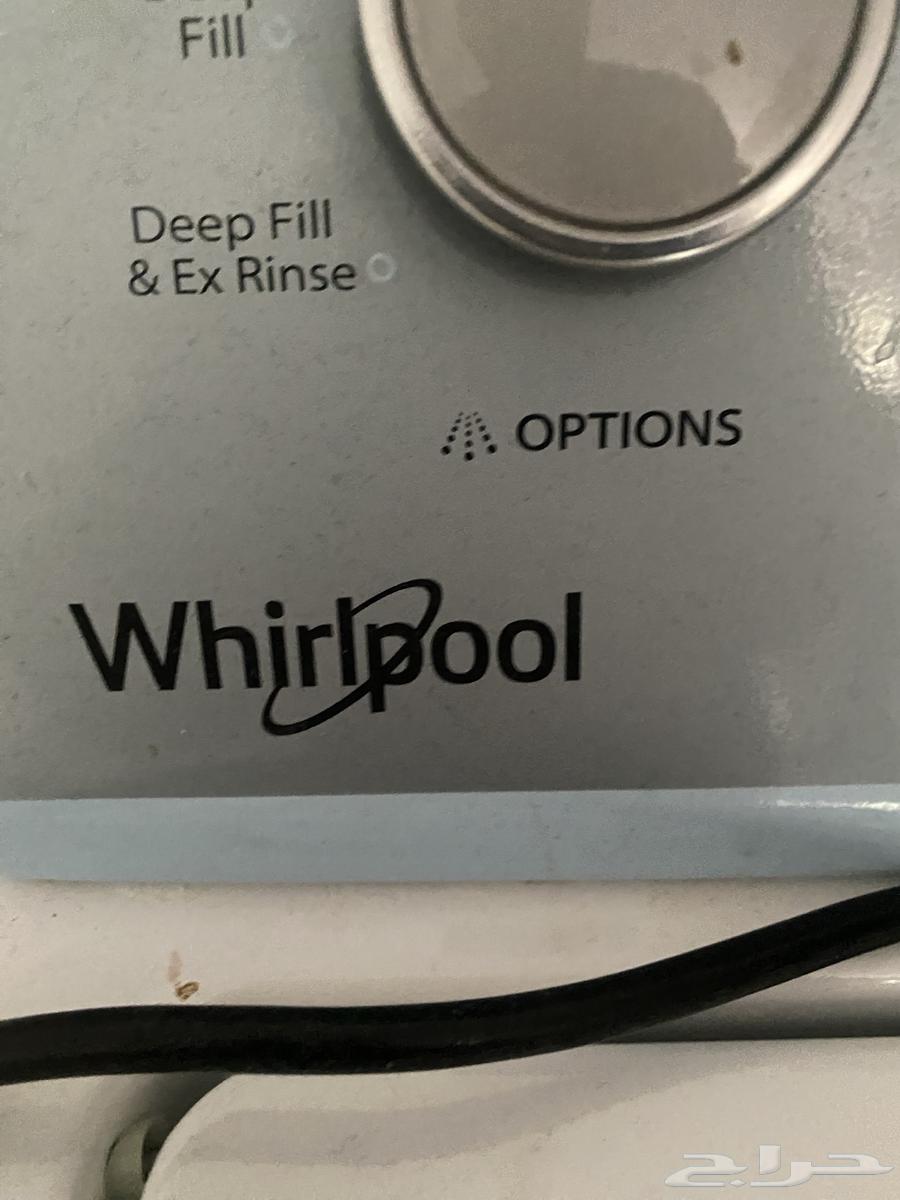 Fill
Deep Fill
& Ex Rinse
OPTIONS
Whirlpool
حراج